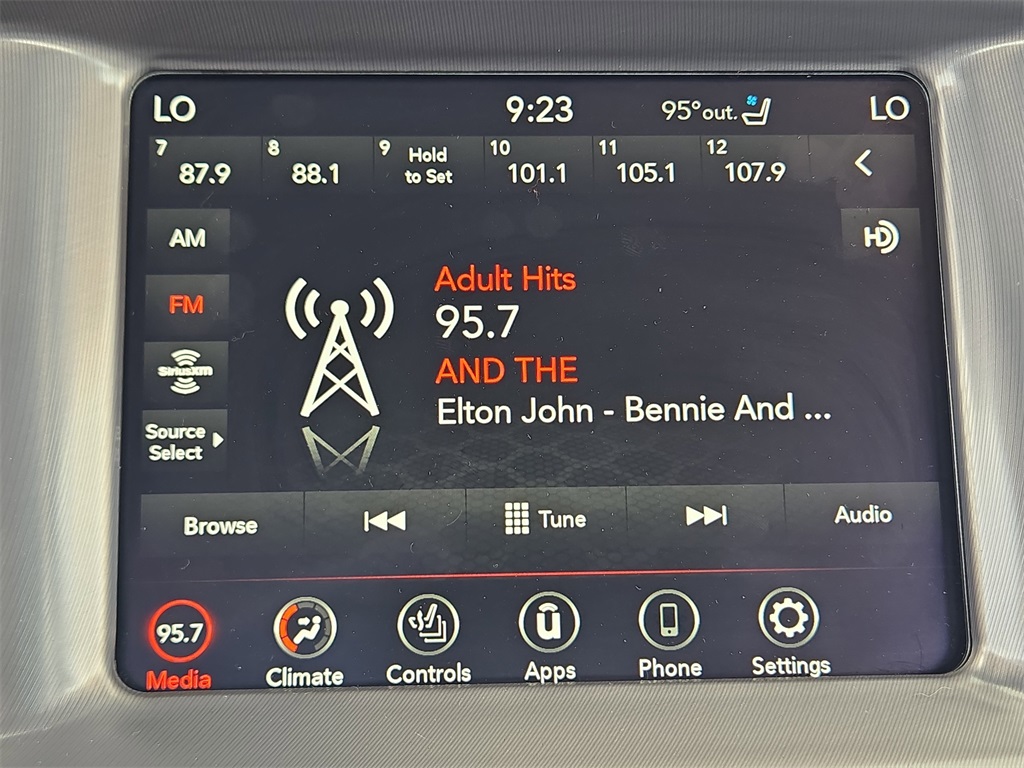 LO 9:23 95° out. LO
7 87.9 8 88.1 9 Hold to Set 10 101.1 11 105.1 12 107.9
AM
HD
FM
SiriusXM
Source
Select
Adult Hits
95.7
AND THE
Elton John - Bennie And ...
Browse Tune Audio
95.7
Media Climate Controls Apps Phone Settings